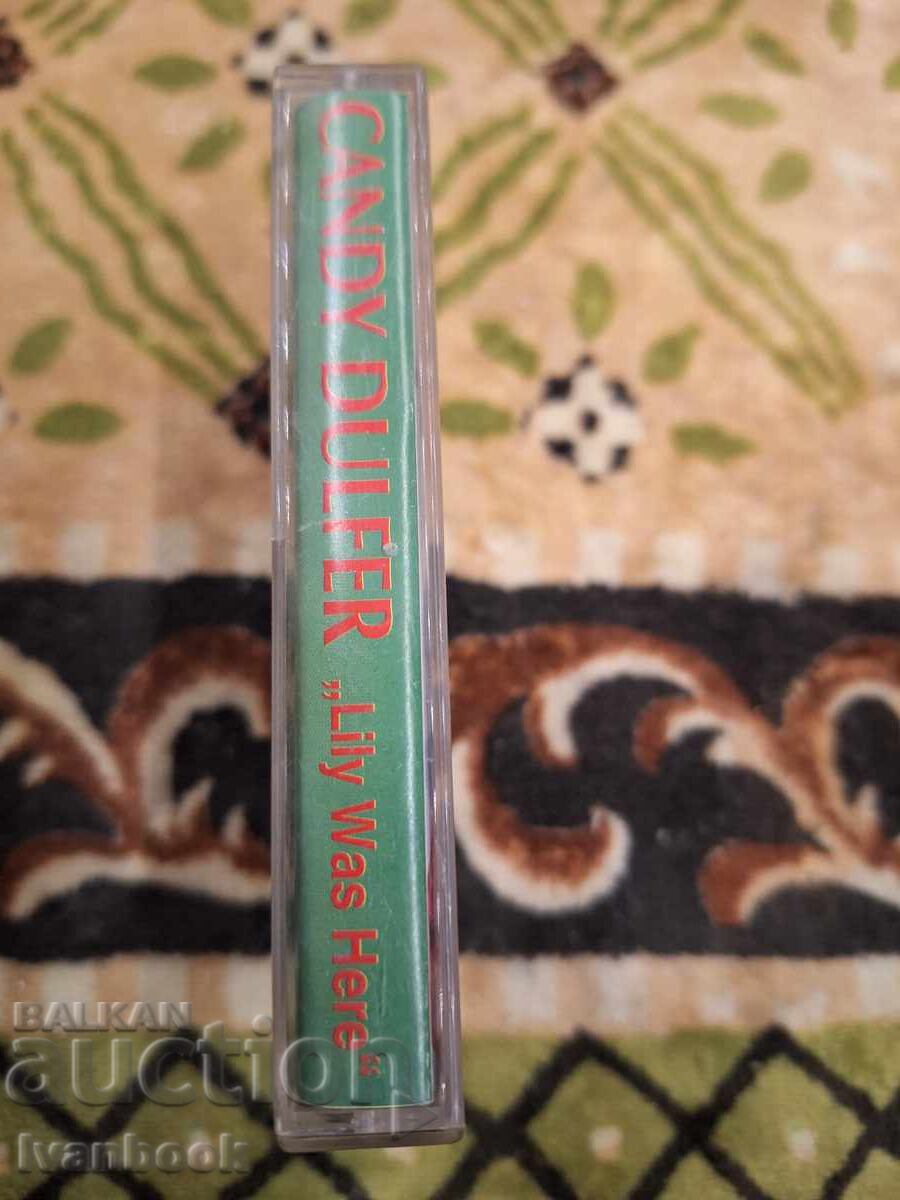 CANDY DULFER „Lily Was Here“
BALKAN
auction
Ivanbook